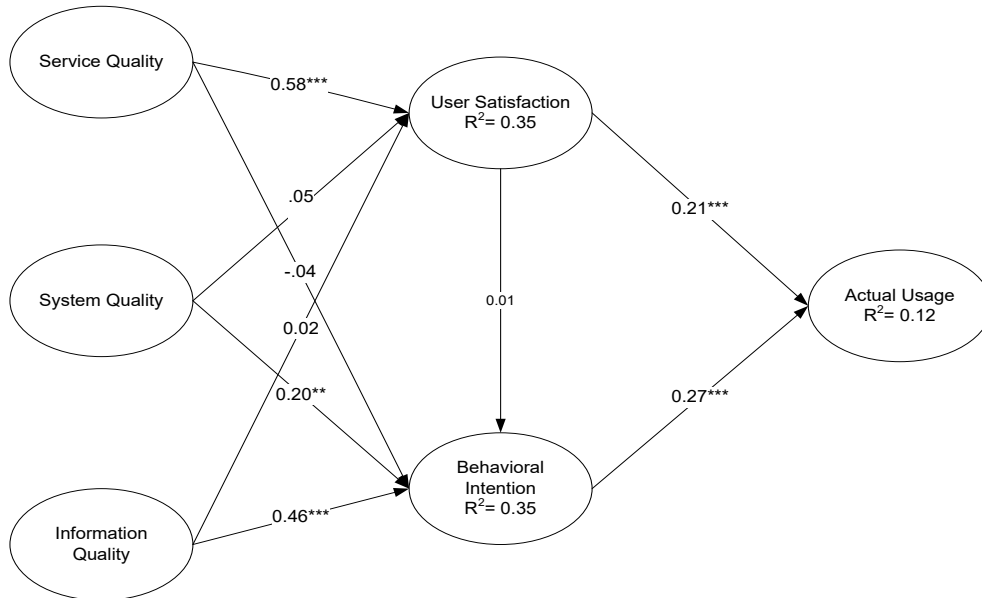 Service Quality
0.58***
User Satisfaction
R²= 0.35
.05
0.21***
System Quality
-.04
0.01
Actual Usage
R²= 0.12
0.02
0.20**
0.27***
Behavioral
Intention
R²= 0.35
0.46***
Information
Quality